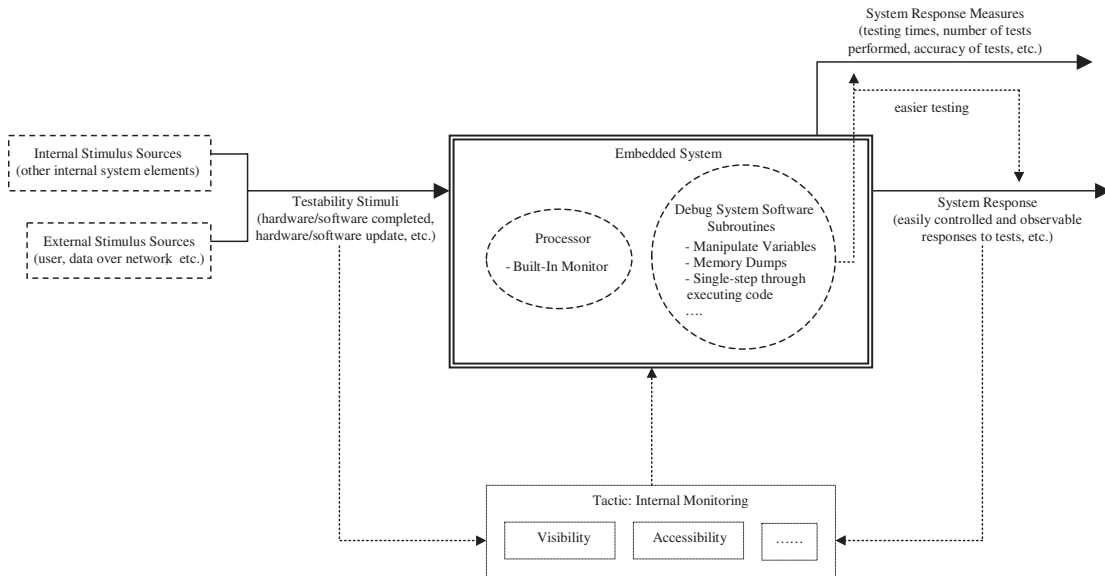 System Response Measures
(testing times, number of tests
performed, accuracy of tests, etc.)
easier testing
Internal Stimulus Sources
(other internal system elements)
External Stimulus Sources
(user, data over network etc.)
Testability Stimuli
(hardware/software completed,
hardware/software update, etc.)
Embedded System
Processor
- Built-In Monitor
Debug System Software
Subroutines
- Manipulate Variables
- Memory Dumps
- Single-step through
executing code
….
System Response
(easily controlled and observable
responses to tests, etc.)
Tactic: Internal Monitoring
Visibility
Accessibility
……